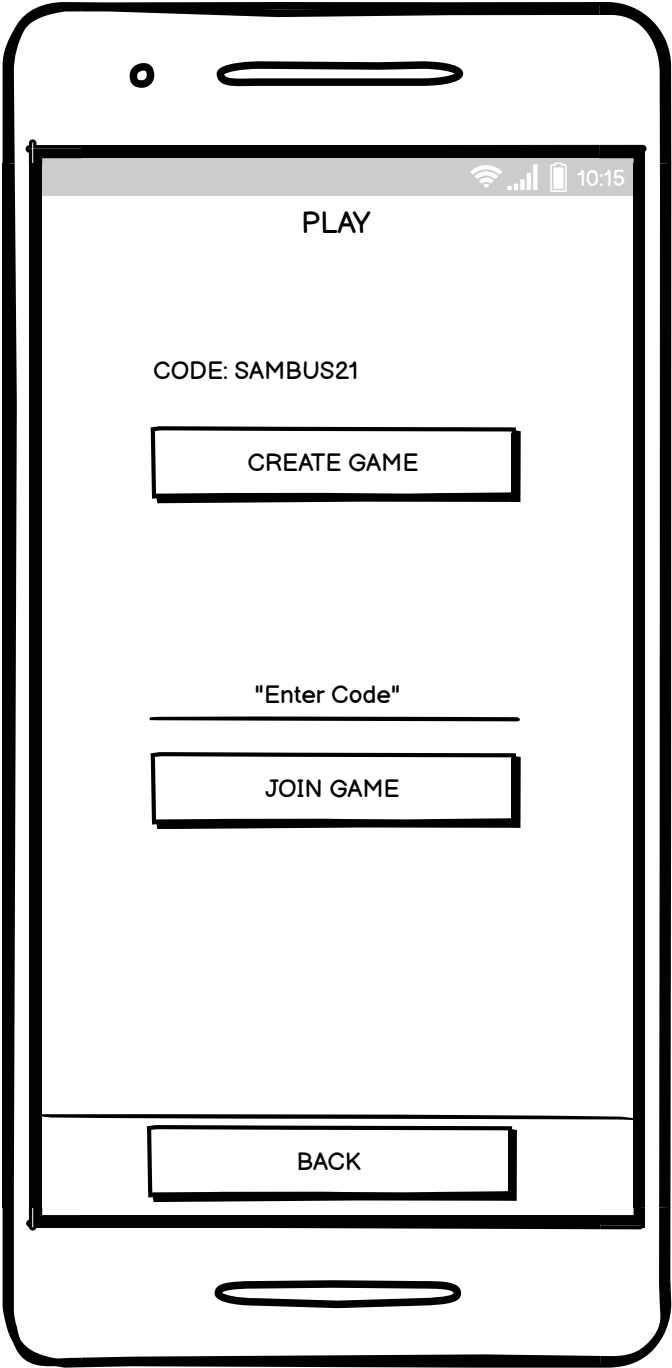 10:15
PLAY
CODE: SAMBUS21
CREATE GAME
"Enter Code"
JOIN GAME
BACK